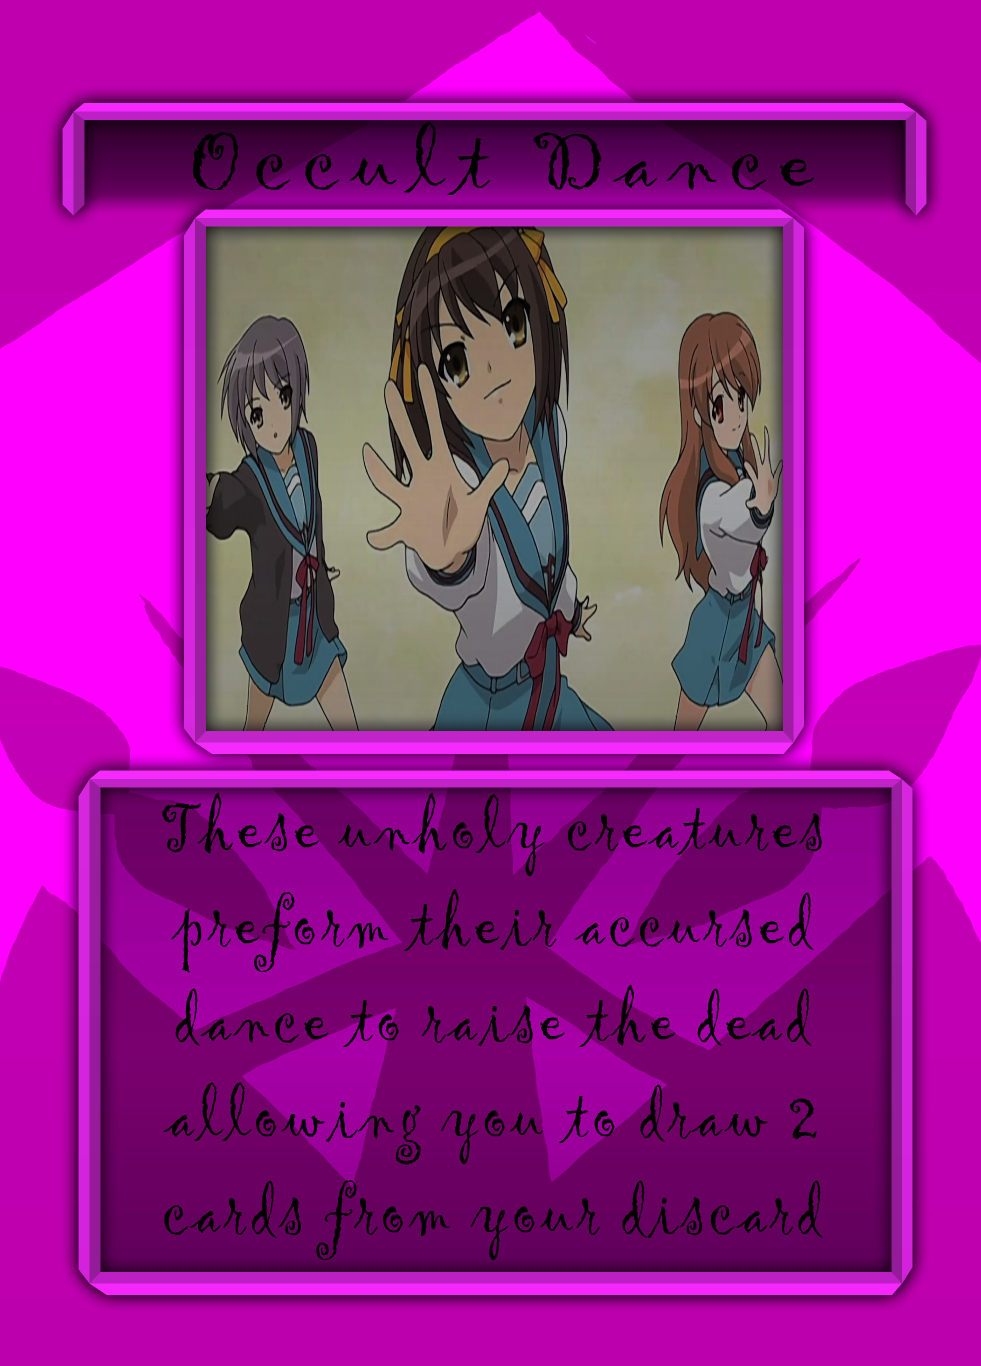 Occult Dance
These unholy creatures
preform their accursed
dance to raise the dead
allowing you to draw 2
cards from your discard